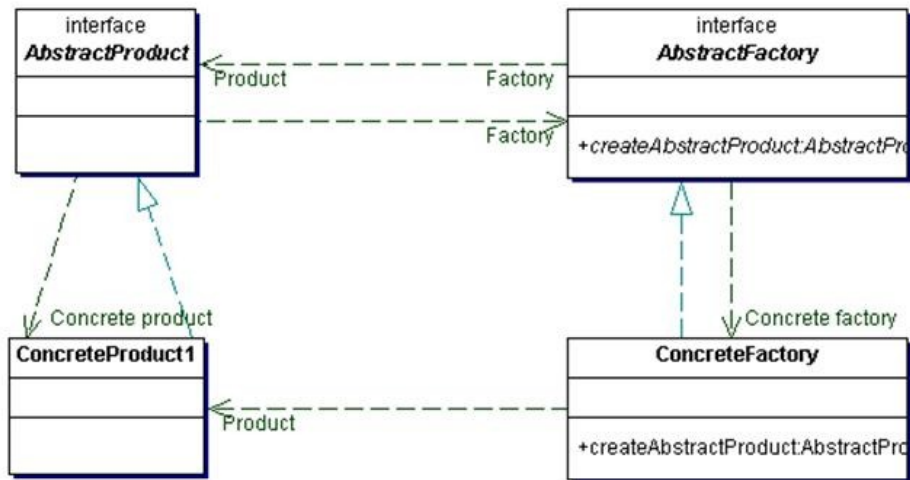 interface
AbstractProduct
interface
AbstractFactory
Product
Factory
Factory
+createAbstractProduct:AbstractPro
Concrete product
Concrete factory
ConcreteProduct1
ConcreteFactory
Product
+createAbstractProduct:AbstractPro